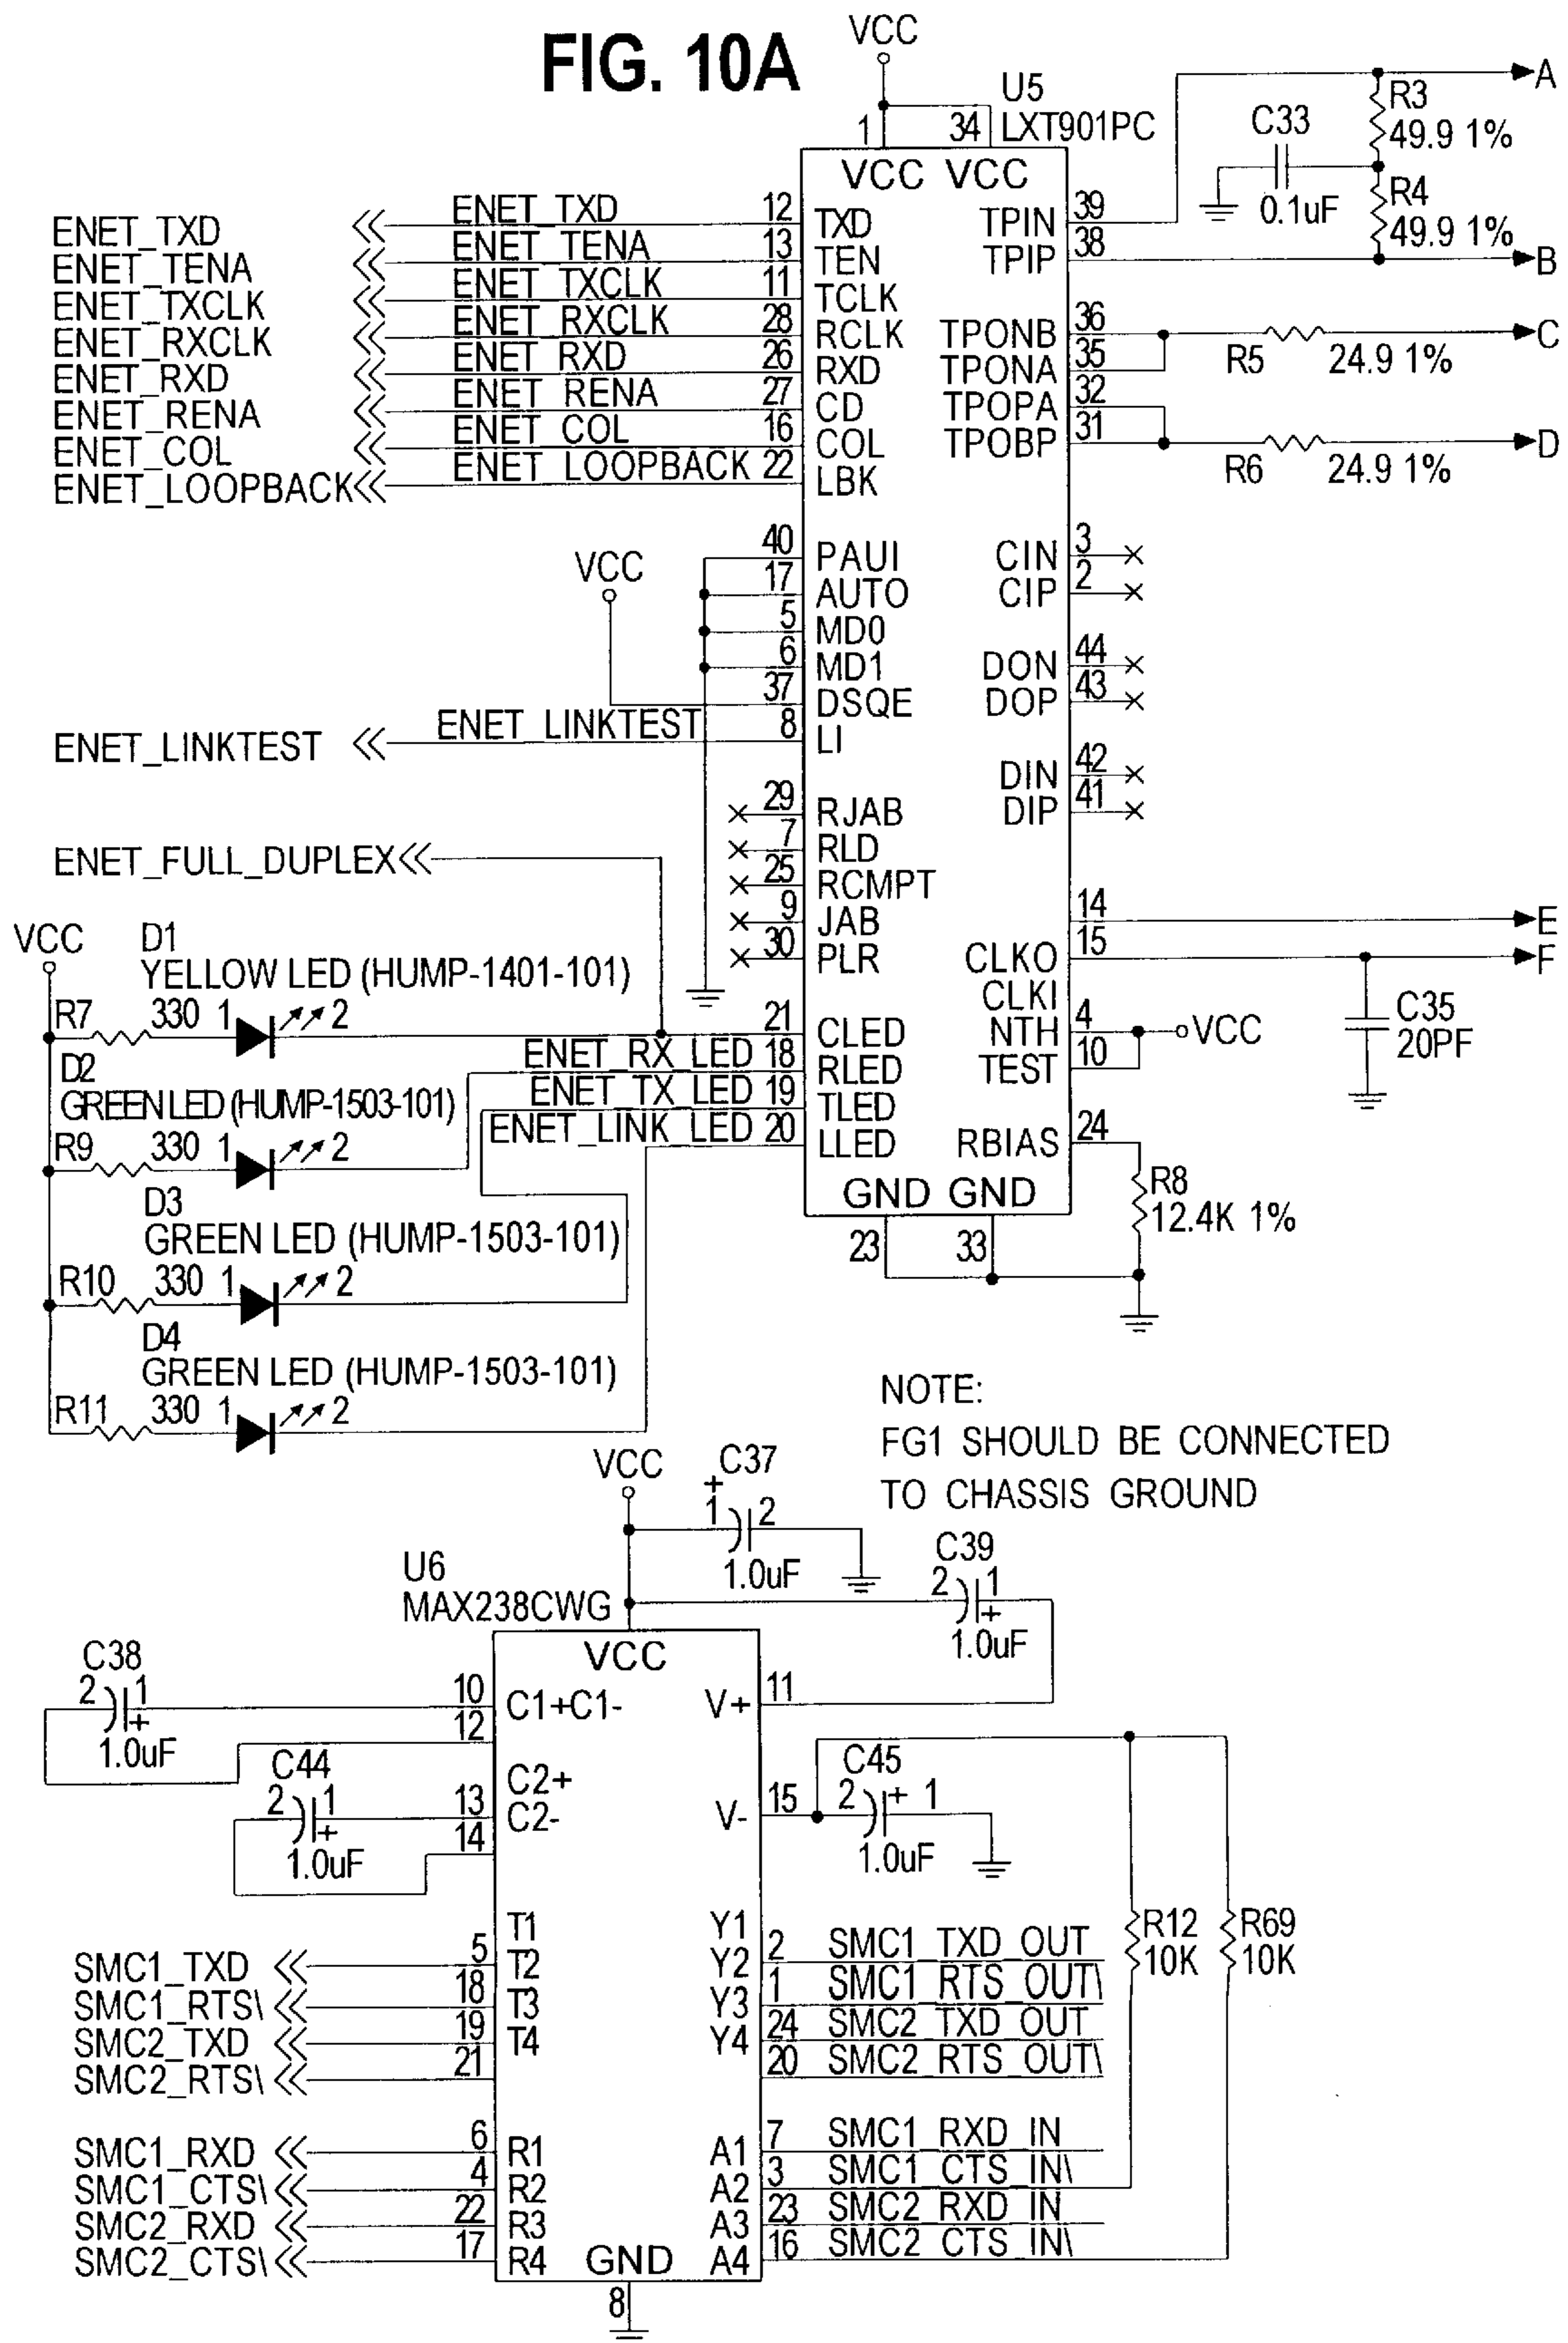 FIG. 10A
VCC
U5
LXT901PC
1
34
VCC VCC
A
R3
49.9 1%
C33
0.1uF
R4
49.9 1%
B
ENET_TXD
ENET_TENA
ENET_TXCLK
ENET_RXCLK
ENET_RXD
ENET_RENA
ENET_COL
ENET_LOOPBACK
ENET_TXD 12 TXD
ENET_TENA 13 TEN
ENET_TXCLK 11 TCLK
ENET_RXCLK 28 RCLK
ENET_RXD 26 RXD
ENET_RENA 27 CD
ENET_COL 16 COL
ENET_LOOPBACK 22 LBK
TPIN 39
TPIP 38
TPONB 36
TPONA 35
TPOPA 32
TPOBP 31
R5 24.9 1%
C
R6 24.9 1%
D
VCC
40 PAUI
17 AUTO
5 MD0
6 MD1
37 DSQE
ENET_LINKTEST
ENET_LINKTEST 8 LI
CIN 3
CIP 2
DON 44
DOP 43
DIN 42
DIP 41
29 RJAB
7 RLD
25 RCMPT
9 JAB
30 PLR
ENET_FULL_DUPLEX
14
E
CLKO 15
F
CLKI
NTH 4
VCC
TEST 10
C35
20PF
VCC
D1
YELLOW LED (HUMP-1401-101)
R7 330 1 2
21 CLED
D2
GREEN LED (HUMP-1503-101)
ENET_RX_LED 18 RLED
ENET_TX_LED 19 TLED
ENET_LINK_LED 20 LLED
R9 330 1 2
RBIAS 24
R8
12.4K 1%
GND GND
23
33
D3
GREEN LED (HUMP-1503-101)
R10 330 1 2
D4
GREEN LED (HUMP-1503-101)
R11 330 1 2
NOTE:
FG1 SHOULD BE CONNECTED
TO CHASSIS GROUND
VCC
+ C37
1 2
1.0uF
U6
MAX238CWG
C39
2 1
+
1.0uF
VCC
C38
2 1
+
1.0uF
10 C1+C1-
12
V+ 11
C44
2 1
+
1.0uF
C2+
13 C2-
14
V- 15
C45
2 + 1
1.0uF
R12
10K
R69
10K
T1
Y1
SMC1_TXD 5 T2
SMC1_RTS\ 18 T3
SMC2_TXD 19 T4
SMC2_RTS\ 21
Y2 2 SMC1_TXD_OUT
Y3 1 SMC1_RTS_OUT\
Y4 24 SMC2_TXD_OUT
20 SMC2_RTS_OUT\
SMC1_RXD 6 R1
SMC1_CTS\ 4 R2
SMC2_RXD 22 R3
SMC2_CTS\ 17 R4
A1 7 SMC1_RXD_IN
A2 3 SMC1_CTS_IN\
A3 23 SMC2_RXD_IN
A4 16 SMC2_CTS_IN\
GND
8